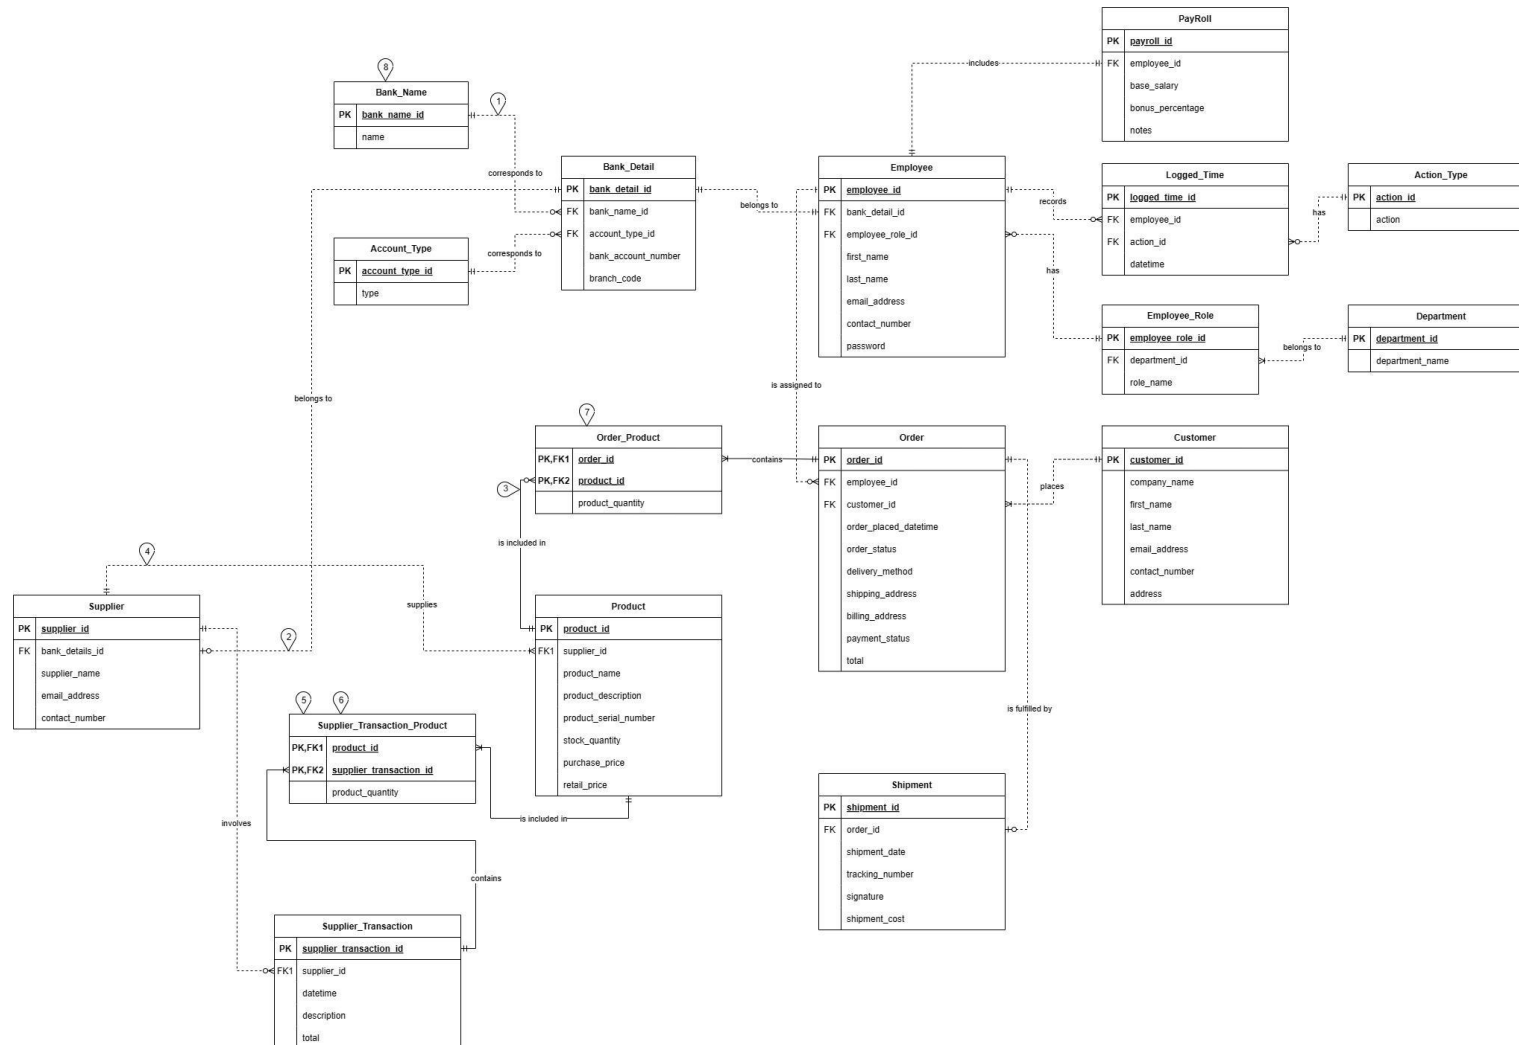 PayRoll
PK payroll_id
FK employee_id
base_salary
bonus_percentage
notes
includes
8
Bank_Name
PK bank_name_id
name
1
corresponds to
Bank_Detail
PK bank_detail_id
FK bank_name_id
FK account_type_id
bank_account_number
branch_code
Account_Type
PK account_type_id
type
corresponds to
belongs to
Employee
PK employee_id
FK bank_detail_id
FK employee_role_id
first_name
last_name
email_address
contact_number
password
records
has
Logged_Time
PK logged_time_id
FK employee_id
FK action_id
datetime
has
Action_Type
PK action_id
action
Employee_Role
PK employee_role_id
FK department_id
role_name
belongs to
Department
PK department_id
department_name
is assigned to
belongs to
7
Order_Product
PK,FK1 order_id
PK,FK2 product_id
product_quantity
3
contains
is included in
Order
PK order_id
FK employee_id
FK customer_id
order_placed_datetime
order_status
delivery_method
shipping_address
billing_address
payment_status
total
places
Customer
PK customer_id
company_name
first_name
last_name
email_address
contact_number
address
4
supplies
Supplier
PK supplier_id
FK bank_details_id
supplier_name
email_address
contact_number
2
Product
PK product_id
FK1 supplier_id
product_name
product_description
product_serial_number
stock_quantity
purchase_price
retail_price
5
6
Supplier_Transaction_Product
PK,FK1 product_id
PK,FK2 supplier_transaction_id
product_quantity
is included in
is fulfilled by
involves
contains
Shipment
PK shipment_id
FK order_id
shipment_date
tracking_number
signature
shipment_cost
Supplier_Transaction
PK supplier_transaction_id
FK1 supplier_id
datetime
description
total